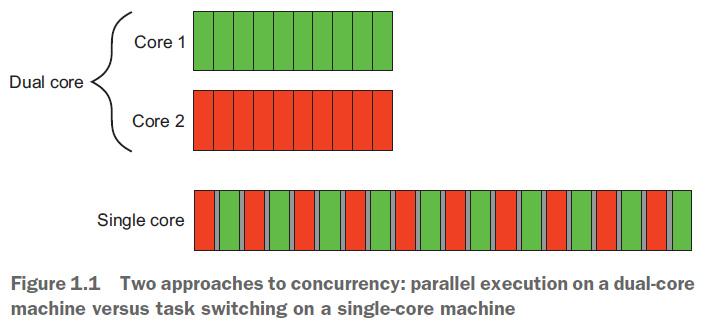 Core 1
Dual core
Core 2
Single core
Figure 1.1 Two approaches to concurrency: parallel execution on a dual-core
machine versus task switching on a single-core machine